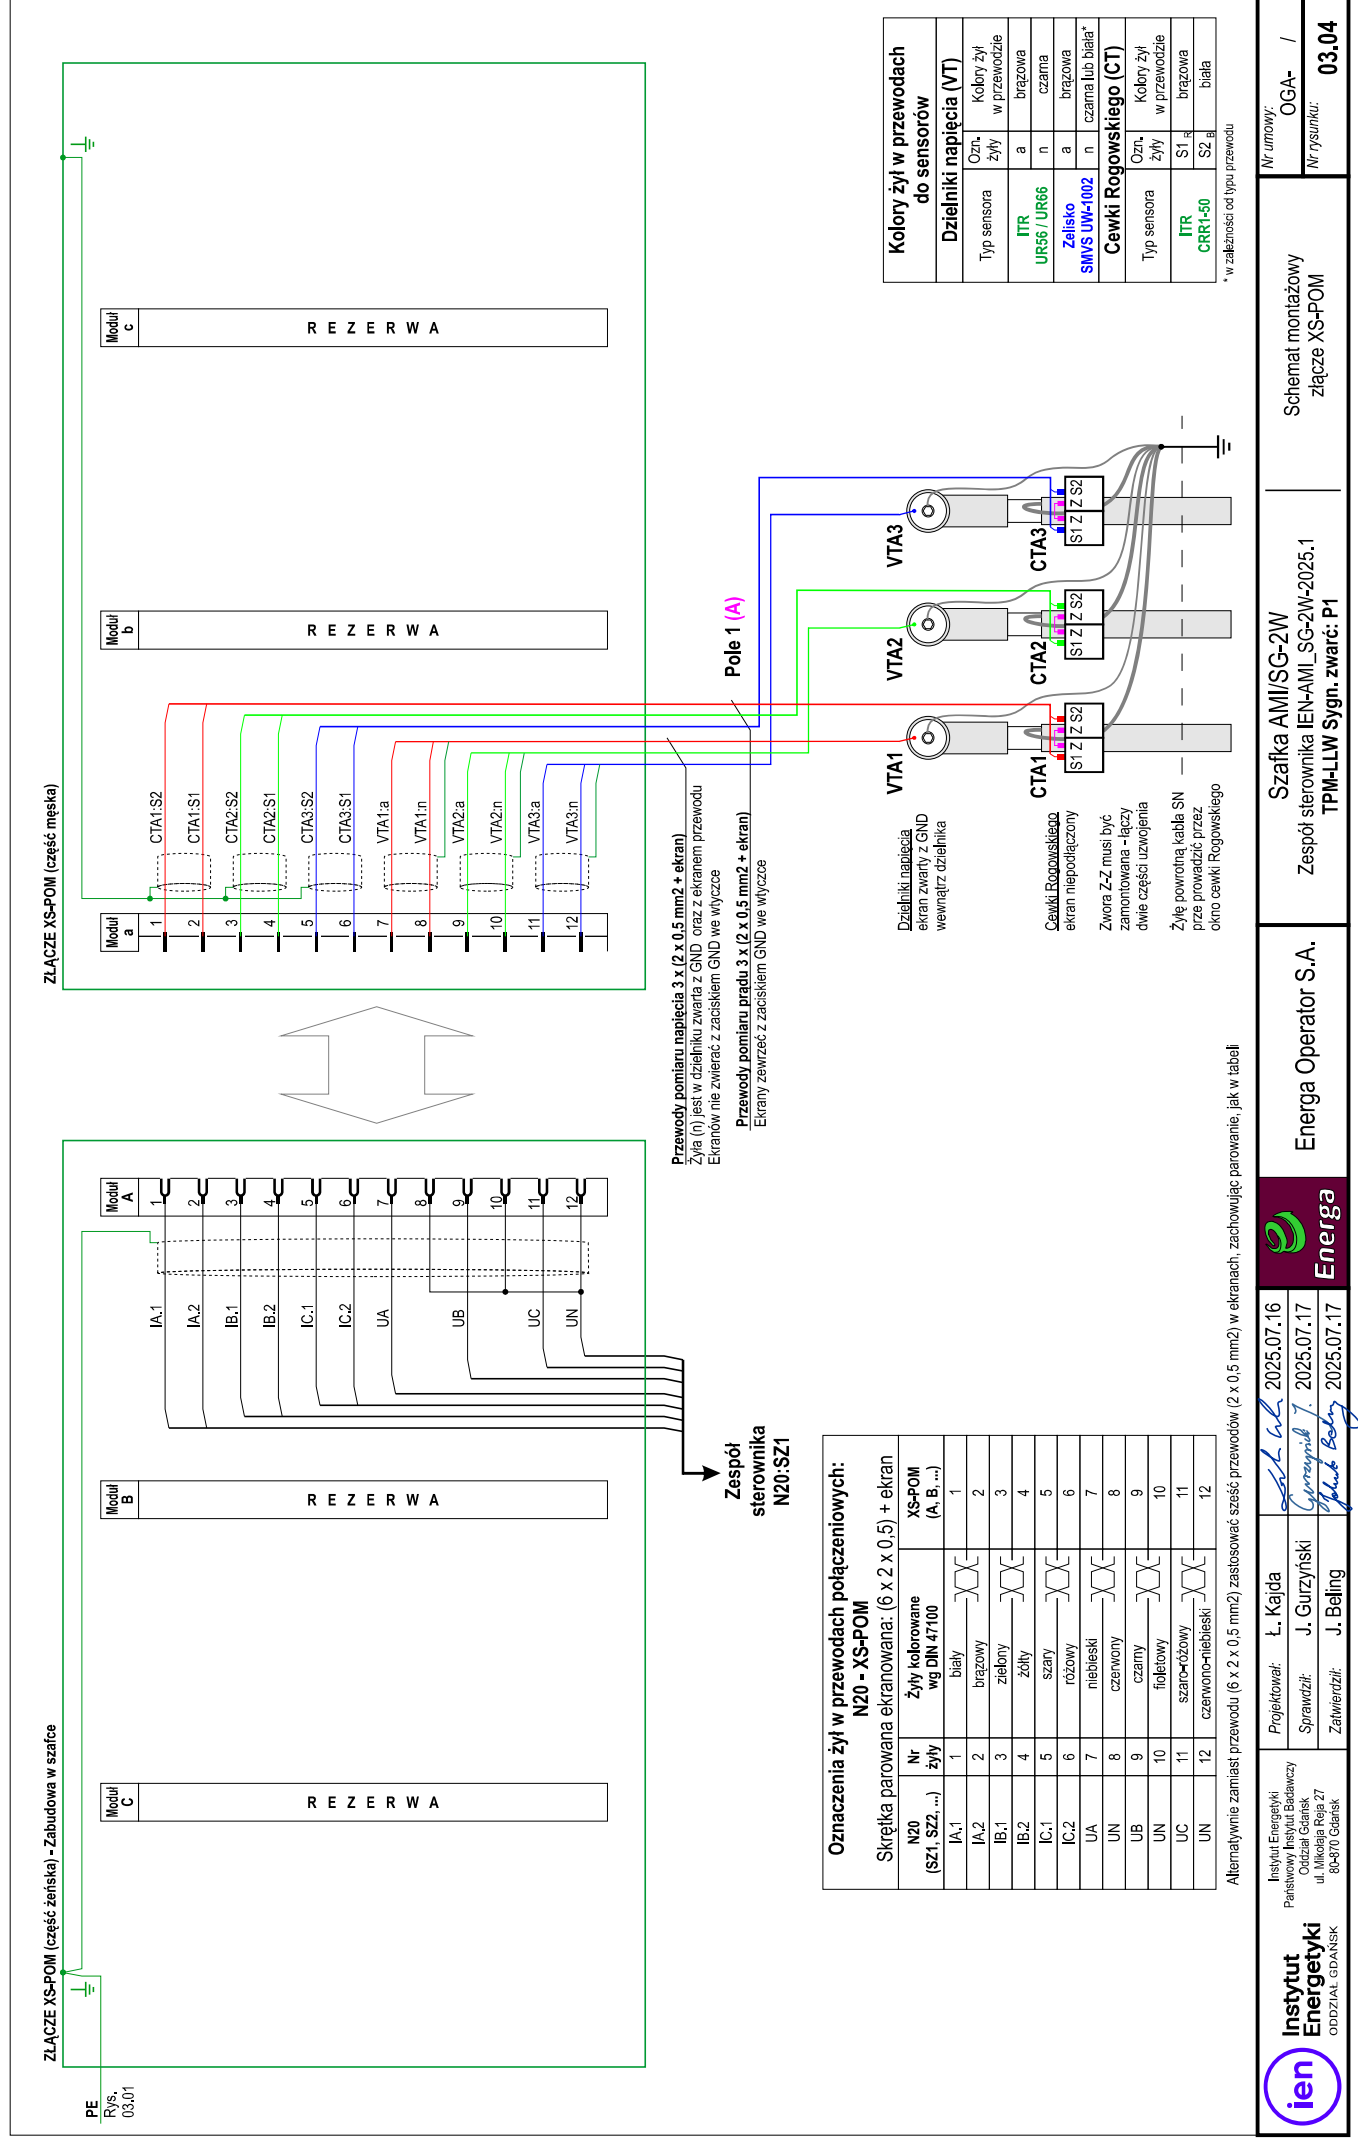 ZŁĄCZE XS-POM (część żeńska) - Zabudowa w szafce
PE
Rys.
03.01
Moduł
C
R E Z E R W A
Moduł
B
R E Z E R W A
Moduł
A
1
2
3
4
5
6
7
8
9
10
11
12
IA.1
IA.2
IB.1
IB.2
IC.1
IC.2
UA
UB
UC
UN
Zespół
sterownika
N20:SZ1
ZŁĄCZE XS-POM (część męska)
Moduł
a
1
2
3
4
5
6
7
8
9
10
11
12
CTA1:S2
CTA1:S1
CTA2:S2
CTA2:S1
CTA3:S2
CTA3:S1
VTA1:a
VTA1:n
VTA2:a
VTA2:n
VTA3:a
VTA3:n
Moduł
b
R E Z E R W A
Moduł
c
R E Z E R W A
Przewody pomiaru napięcia 3 x (2 x 0,5 mm2 + ekran)
Żyła (n) jest w dzielniku zwarta z GND oraz z ekranem przewodu
Ekranów nie zwierać z zaciskiem GND we wtyczce
Przewody pomiaru prądu 3 x (2 x 0,5 mm2 + ekran)
Ekrany zewrzeć z zaciskiem GND we wtyczce
Pole 1 (A)
VTA1
VTA2
VTA3
CTA1
CTA2
CTA3
S1 Z Z S2
S1 Z Z S2
S1 Z Z S2
Dzielniki napięcia
ekran zwarty z GND
wewnątrz dzielnika
Cewki Rogowskiego
ekran niepodłączony
Zwora Z-Z musi być
zamontowana - łączy
dwie części uzwojenia
Żyłę powrotną kabla SN
prze prowadzić przez
okno cewki Rogowskiego
Kolory żył w przewodach
do sensorów
Dzielniki napięcia (VT)
Typ sensora
Ozn.
żyły
Kolory żył
w przewodzie
ITR
UR56 / UR66
a brązowa
n czarna
Zelisko
SMVS UW-1002
a brązowa
n czarna lub biała*
Cewki Rogowskiego (CT)
Typ sensora
Ozn.
żyły
Kolory żył
w przewodzie
ITR
CRR1-50
S1 R brązowa
S2 B biała
* w zależności od typu przewodu
Oznaczenia żył w przewodach połączeniowych:
N20 - XS-POM
Skrętka parowana ekranowana: (6 x 2 x 0,5) + ekran
N20
(SZ1, SZ2, ...)
Nr
żyły
Żyły kolorowane
wg DIN 47100
XS-POM
(A, B, ...)
IA.1 1 biały 1
IA.2 2 brązowy 2
IB.1 3 zielony 3
IB.2 4 żółty 4
IC.1 5 szary 5
IC.2 6 różowy 6
UA 7 niebieski 7
UN 8 czerwony 8
UB 9 czarny 9
UN 10 fioletowy 10
UC 11 szaro-różowy 11
UN 12 czerwono-niebieski 12
Alternatywnie zamiast przewodu (6 x 2 x 0,5 mm2) zastosować sześć przewodów (2 x 0,5 mm2) w ekranach, zachowując parowanie, jak w tabeli
ien
Instytut
Energetyki
ODDZIAŁ GDAŃSK
Instytut Energetyki
Państwowy Instytut Badawczy
Oddział Gdańsk
ul. Mikołaja Reja 27
80-870 Gdańsk
Projektował: Ł. Kajda 2025.07.16
Sprawdził: J. Gurzyński 2025.07.17
Zatwierdził: J. Beling 2025.07.17
Energa
Energa Operator S.A.
Szafka AMI/SG-2W
Zespół sterownika IEN-AMI_SG-2W-2025.1
TPM-LLW Sygn. zwarć: P1
Schemat montażowy
złącze XS-POM
Nr umowy:
OGA- /
Nr rysunku:
03.04